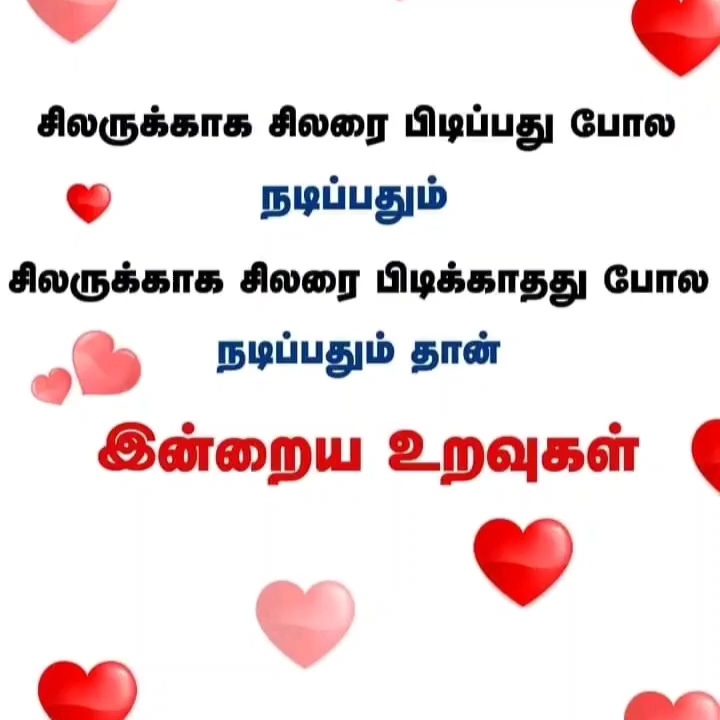 சிலருக்காக சிலரை பிடிப்பது போல
நடிப்பதும்
சிலருக்காக சிலரை பிடிக்காதது போல
நடிப்பதும் தான்
இன்றைய உறவுகள்